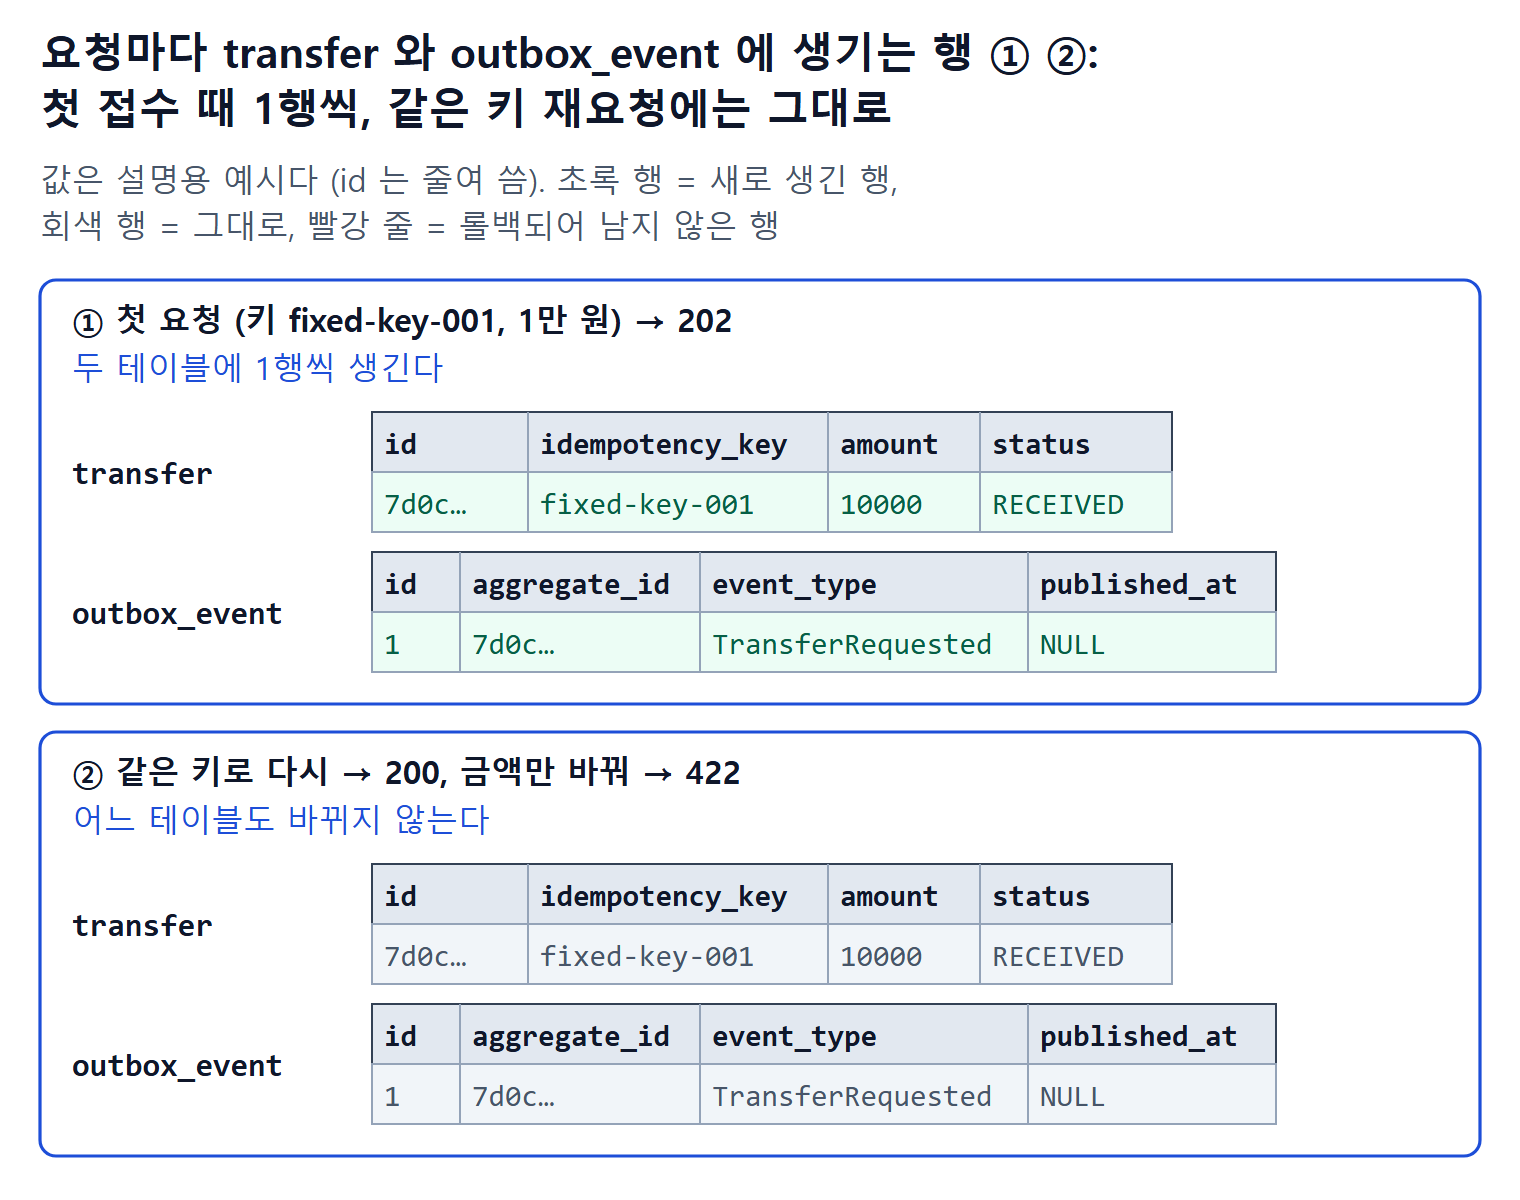 요청마다 transfer 와 outbox_event 에 생기는 행 ① ②:
첫 접수 때 1행씩, 같은 키 재요청에는 그대로
값은 설명용 예시다 (id 는 줄여 씀). 초록 행 = 새로 생긴 행,
회색 행 = 그대로, 빨강 줄 = 롤백되어 남지 않은 행
① 첫 요청 (키 fixed-key-001, 1만 원) → 202
두 테이블에 1행씩 생긴다
transfer
id idempotency_key amount status
7d0c… fixed-key-001 10000 RECEIVED
outbox_event
id aggregate_id event_type published_at
1 7d0c… TransferRequested NULL
② 같은 키로 다시 → 200, 금액만 바꿔 → 422
어느 테이블도 바뀌지 않는다
transfer
id idempotency_key amount status
7d0c… fixed-key-001 10000 RECEIVED
outbox_event
id aggregate_id event_type published_at
1 7d0c… TransferRequested NULL